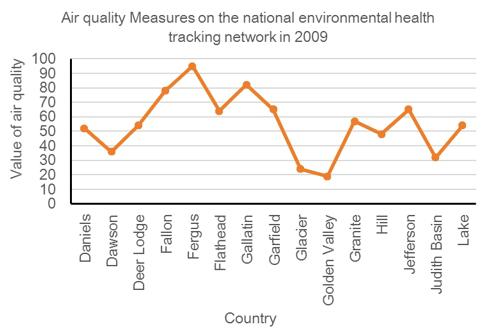 Air quality Measures on the national environmental health
tracking network in 2009
Value of air quality
100
90
80
70
60
50
40
30
20
10
0
Daniels
Dawson
Deer Lodge
Fallon
Fergus
Flathead
Gallatin
Garfield
Glacier
Golden Valley
Granite
Hill
Jefferson
Judith Basin
Lake
Country